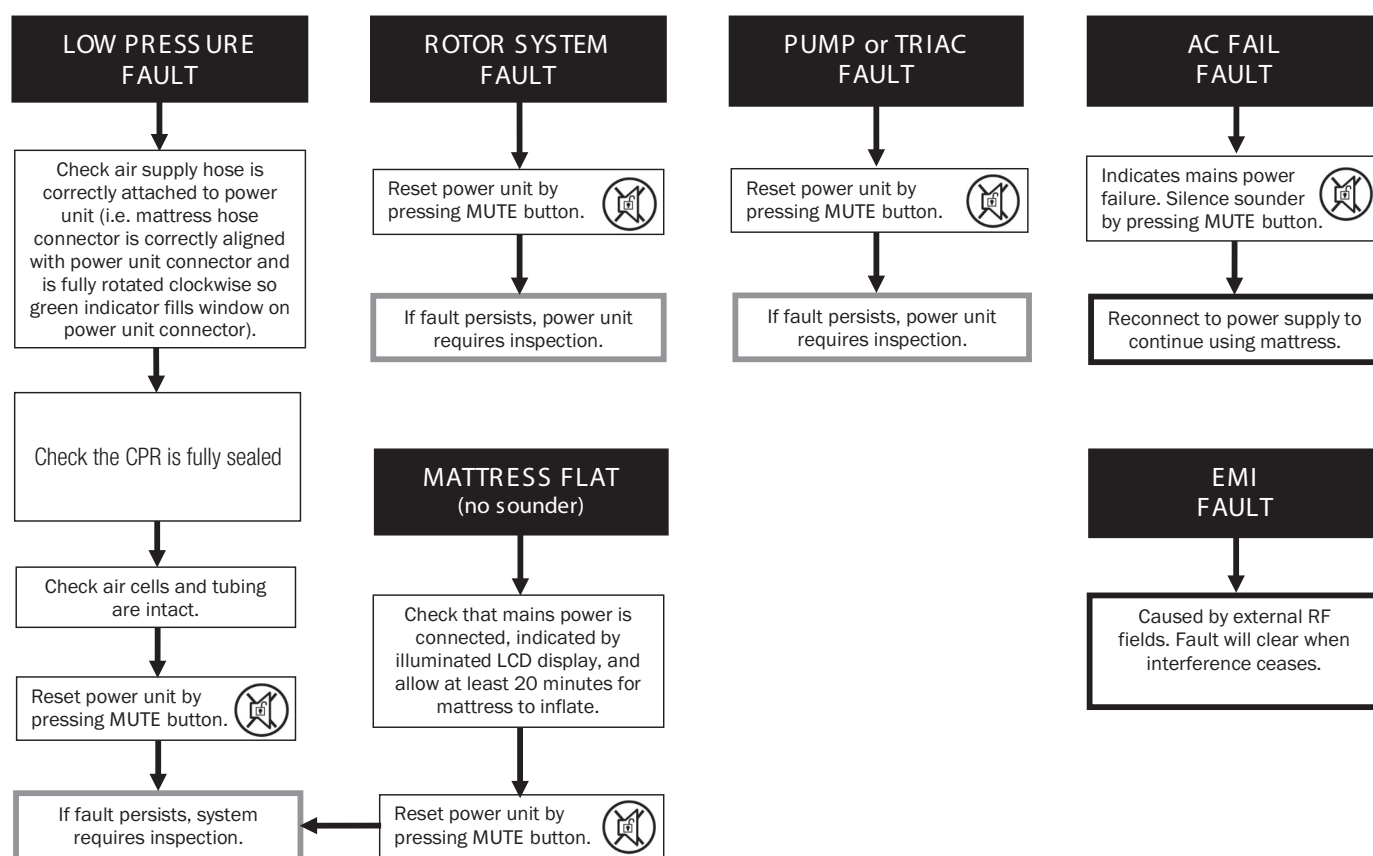 LOW PRESSURE
FAULT
Check air supply hose is
correctly attached to power
unit (i.e. mattress hose
connector is correctly aligned
with power unit connector and
is fully rotated clockwise so
green indicator fills window on
power unit connector).
Check the CPR is fully sealed
Check air cells and tubing
are intact.
Reset power unit by
pressing MUTE button.
If fault persists, system
requires inspection.
ROTOR SYSTEM
FAULT
Reset power unit by
pressing MUTE button.
If fault persists, power unit
requires inspection.
MATTRESS FLAT
(no sounder)
Check that mains power is
connected, indicated by
illuminated LCD display, and
allow at least 20 minutes for
mattress to inflate.
Reset power unit by
pressing MUTE button.
PUMP or TRIAC
FAULT
Reset power unit by
pressing MUTE button.
If fault persists, power unit
requires inspection.
AC FAIL
FAULT
Indicates mains power
failure. Silence sounder
by pressing MUTE button.
Reconnect to power supply to
continue using mattress.
EMI
FAULT
Caused by external RF
fields. Fault will clear when
interference ceases.